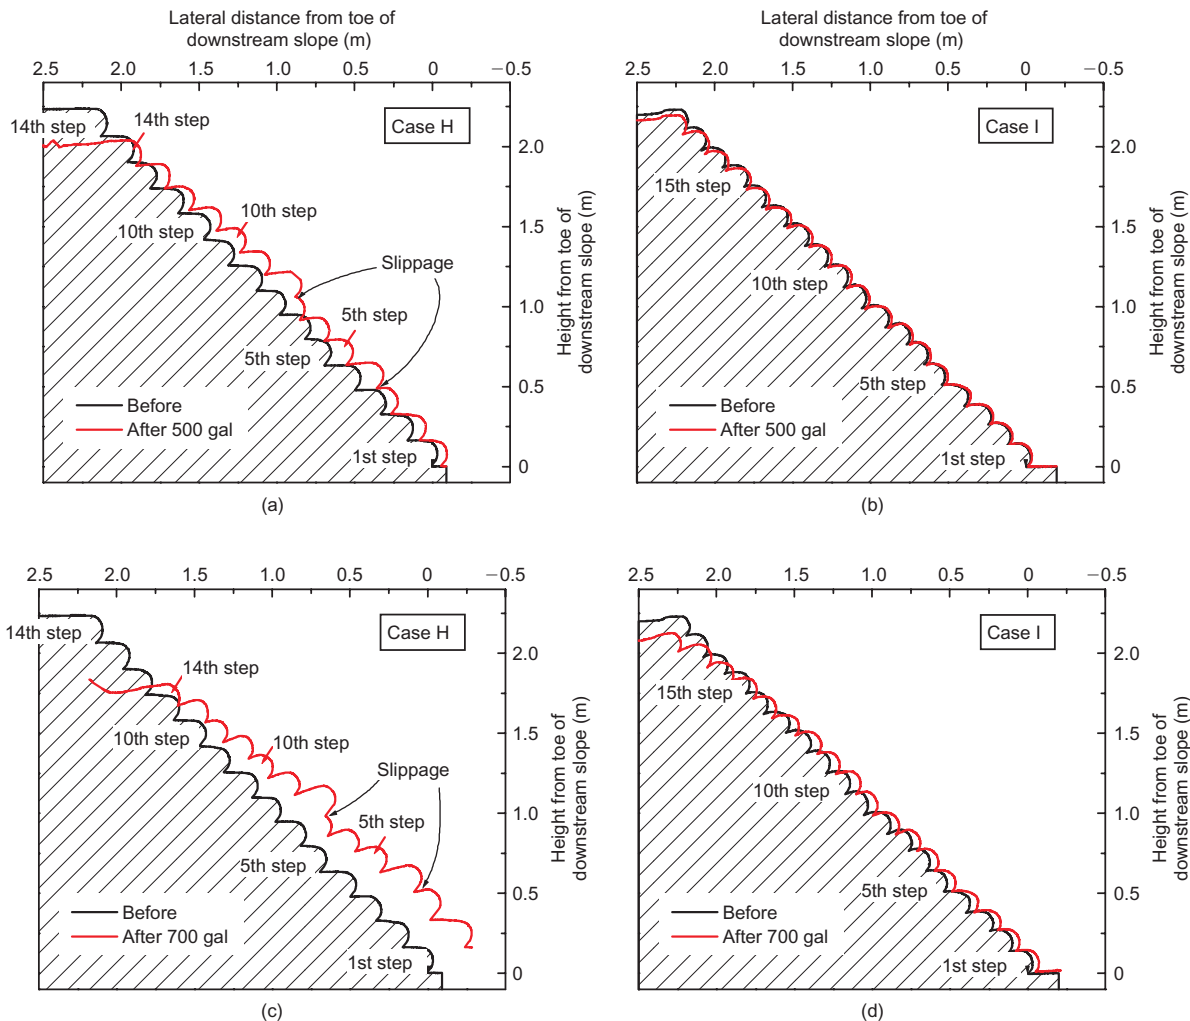 Lateral distance from toe of
downstream slope (m)
2.5 2.0 1.5 1.0 0.5 0 −0.5
14th step
14th step
Case H
2.0
10th step
10th step
1.5
Slippage
1.0
5th step
5th step
0.5
Before
After 500 gal
1st step
0
Height from toe of
downstream slope (m)
(a)
Lateral distance from toe of
downstream slope (m)
2.5 2.0 1.5 1.0 0.5 0 −0.5
Case I
2.0
15th step
1.5
10th step
1.0
5th step
0.5
Before
After 500 gal
1st step
0
Height from toe of
downstream slope (m)
(b)
2.5 2.0 1.5 1.0 0.5 0 −0.5
14th step
Case H
2.0
14th step
10th step
10th step
1.5
Slippage
1.0
5th step
5th step
0.5
Before
After 700 gal
1st step
0
Height from toe of
downstream slope (m)
(c)
2.5 2.0 1.5 1.0 0.5 0 −0.5
Case I
2.0
15th step
1.5
10th step
1.0
5th step
0.5
Before
After 700 gal
1st step
0
Height from toe of
downstream slope (m)
(d)